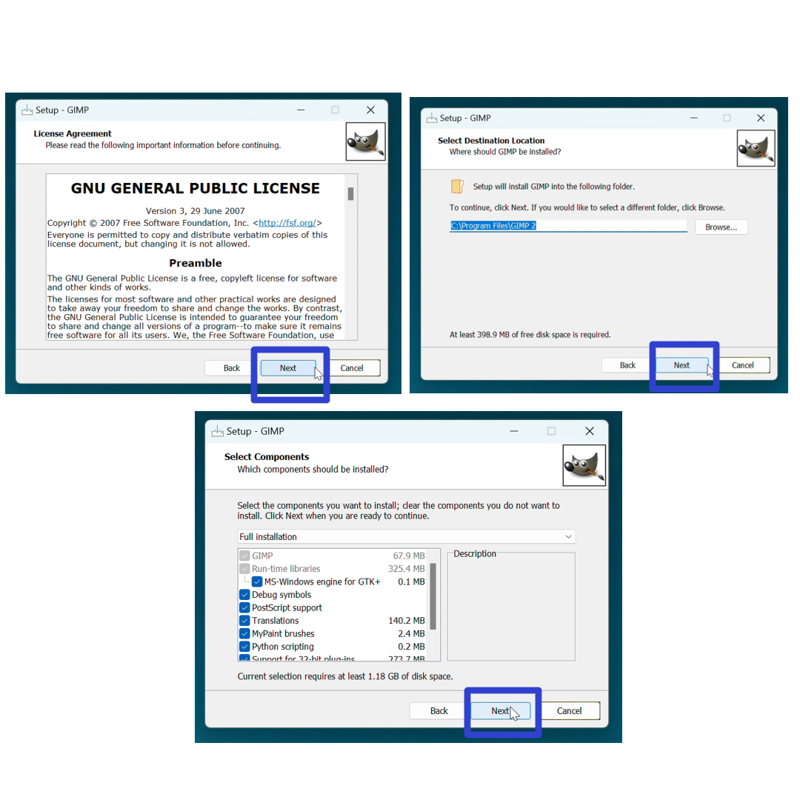 Setup - GIMP
License Agreement
Please read the following important information before continuing.
GNU GENERAL PUBLIC LICENSE
Version 3, 29 June 2007
Copyright © 2007 Free Software Foundation, Inc. <http://fsf.org/>
Everyone is permitted to copy and distribute verbatim copies of this
license document, but changing it is not allowed.
Preamble
The GNU General Public License is a free, copyleft license for software
and other kinds of works.
The licenses for most software and other practical works are designed
to take away your freedom to share and change the works. By contrast,
the GNU General Public License is intended to guarantee your freedom
to share and change all versions of a program--to make sure it remains
free software for all its users. We, the Free Software Foundation, use
Back Next Cancel
Setup - GIMP
Select Destination Location
Where should GIMP be installed?
Setup will install GIMP into the following folder.
To continue, click Next. If you would like to select a different folder, click Browse.
C:\Program Files\GIMP 2
Browse...
At least 398.9 MB of free disk space is required.
Back Next Cancel
Setup - GIMP
Select Components
Which components should be installed?
Select the components you want to install; clear the components you do not want to
install. Click Next when you are ready to continue.
Full installation
GIMP 67.9 MB
Run-time libraries 325.4 MB
MS-Windows engine for GTK+ 0.1 MB
Debug symbols
PostScript support
Translations 140.2 MB
MyPaint brushes 2.4 MB
Python scripting 0.2 MB
Support for 32-bit plug-ins 273.7 MB
Description
Current selection requires at least 1.18 GB of disk space.
Back Next Cancel